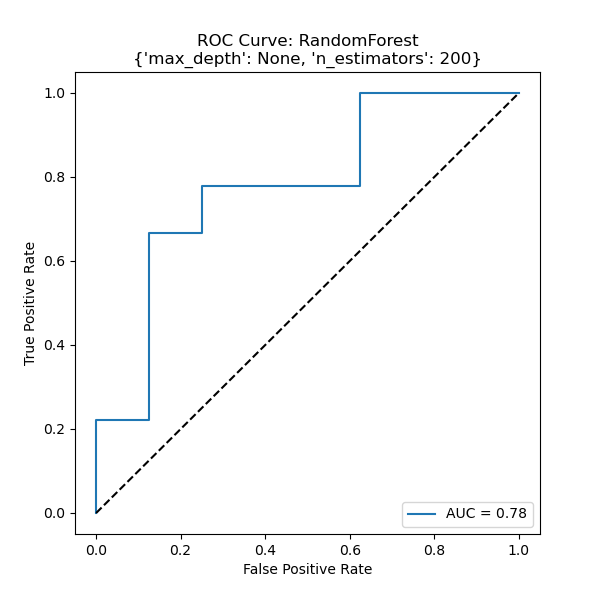 ROC Curve: RandomForest
{'max_depth': None, 'n_estimators': 200}
1.0
0.8
0.6
0.4
0.2
0.0
True Positive Rate
AUC = 0.78
0.0 0.2 0.4 0.6 0.8 1.0
False Positive Rate